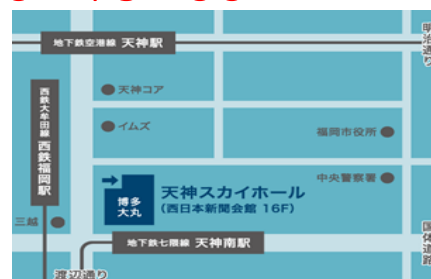 地下鉄空港線 天神駅
明治通り
天神コア
イムズ
福岡市役所
西鉄大牟田線 西鉄福岡駅
中央警察署
天神スカイホール
(西日本新聞会館 16F)
博多
大丸
三越
地下鉄七隈線 天神南駅
国体道路
渡辺通り